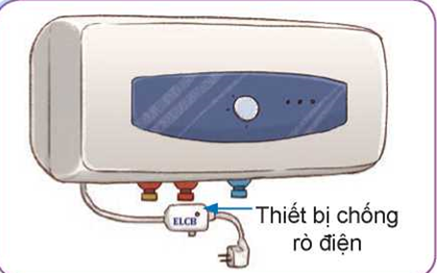 ELCB
Thiết bị chống
rò điện